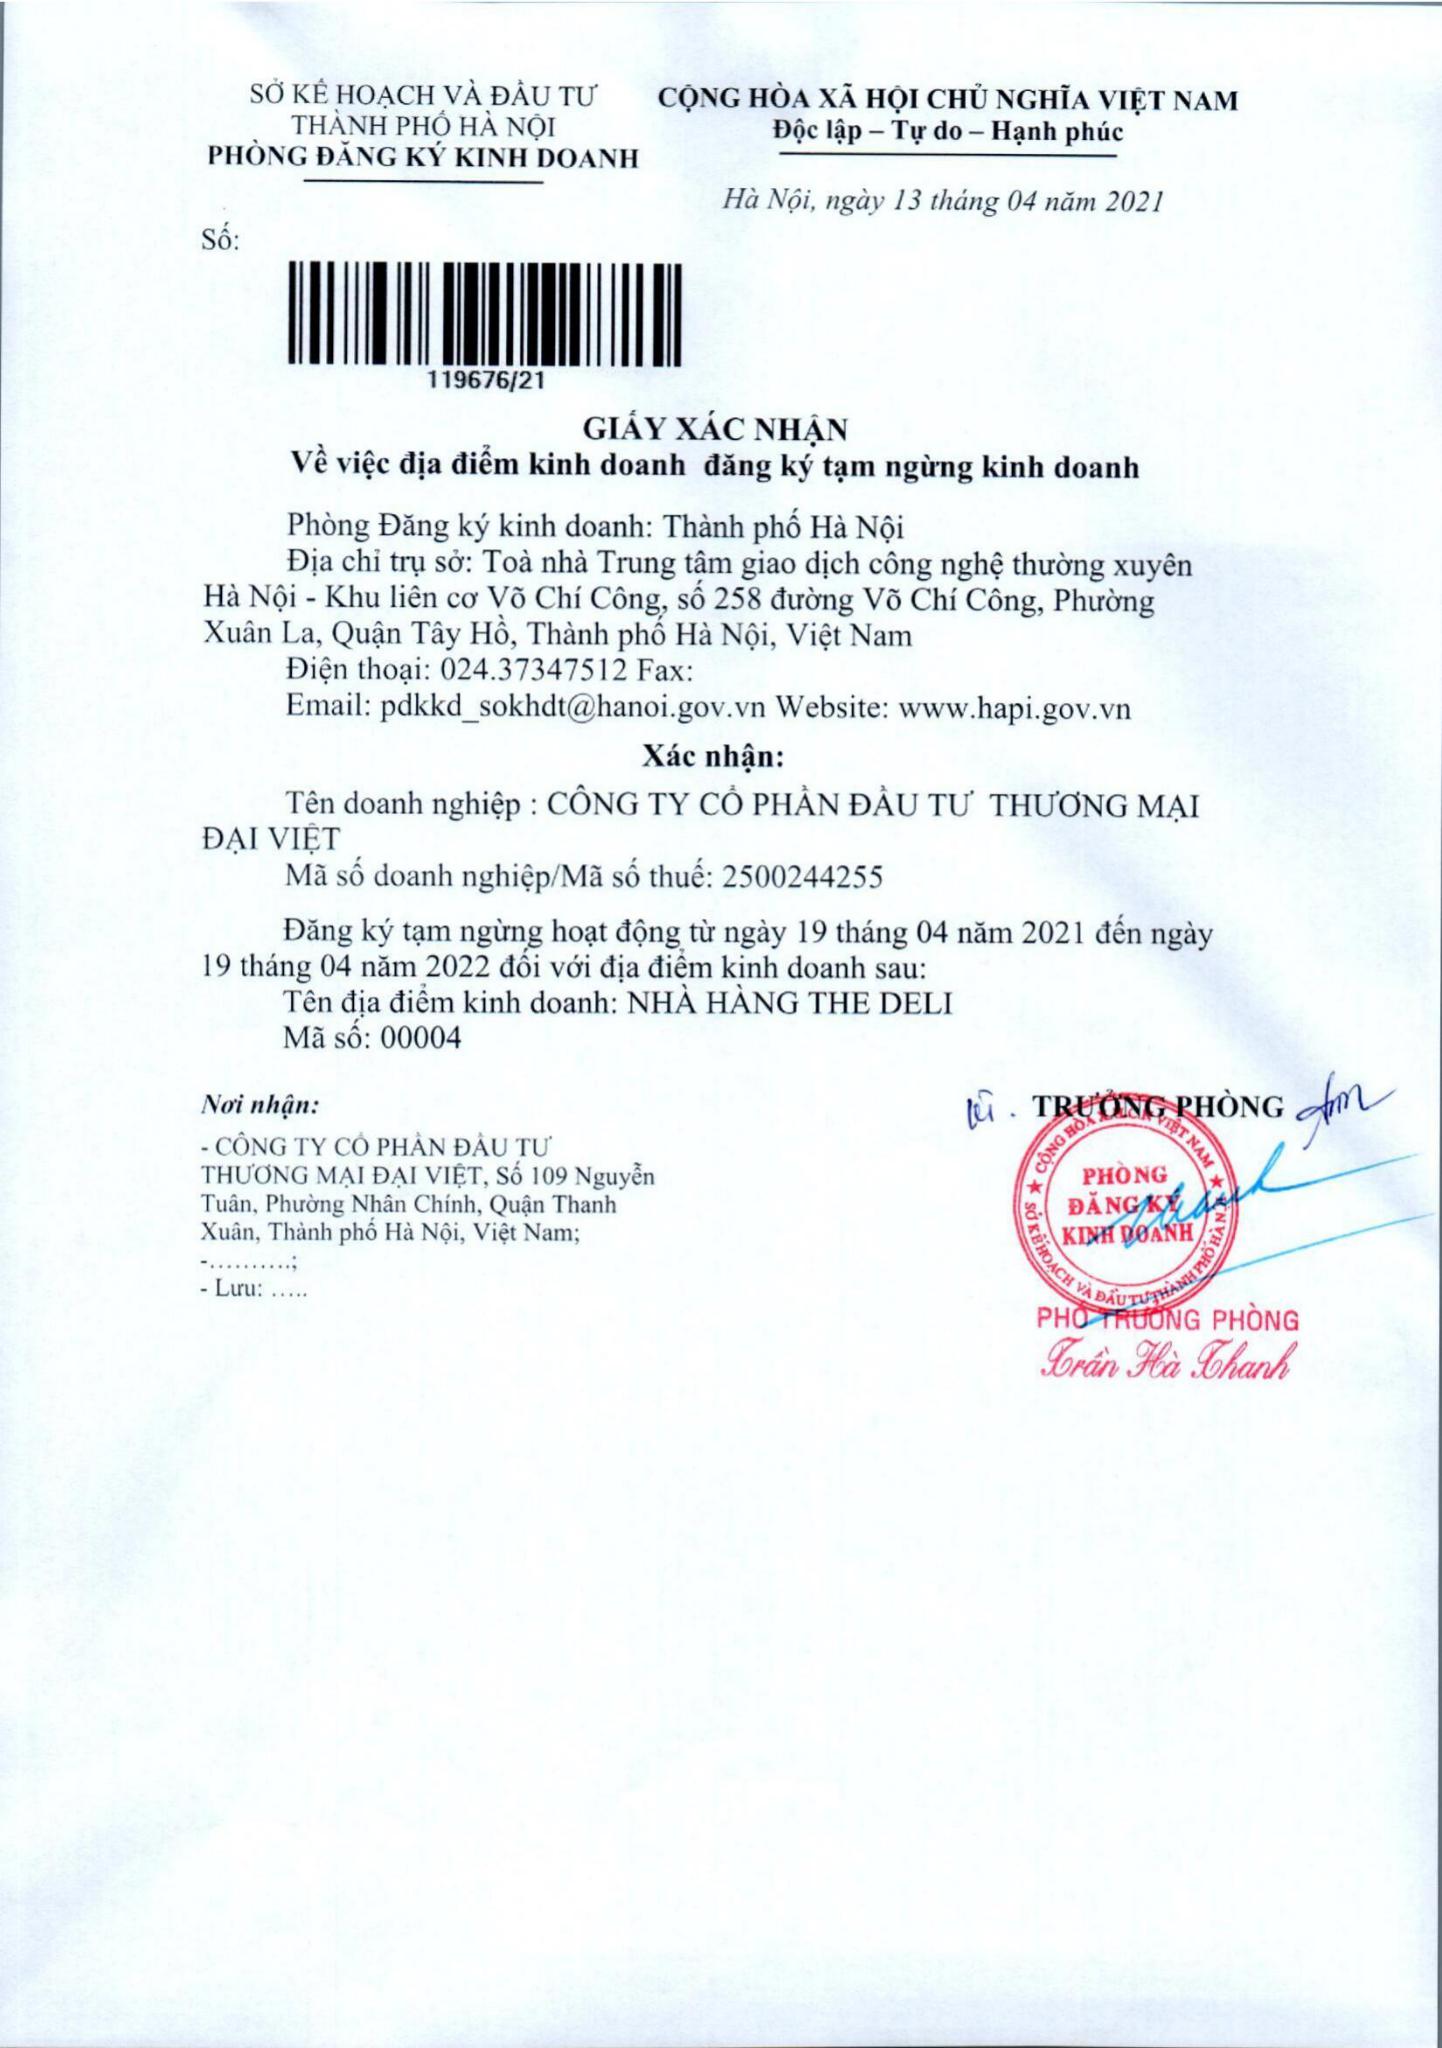 SỞ KẾ HOẠCH VÀ ĐẦU TƯ
THÀNH PHỐ HÀ NỘI
PHÒNG ĐĂNG KÝ KINH DOANH
CỘNG HÒA XÃ HỘI CHỦ NGHĨA VIỆT NAM
Độc lập – Tự do – Hạnh phúc
Hà Nội, ngày 13 tháng 04 năm 2021
Số:
119676/21
GIẤY XÁC NHẬN
Về việc địa điểm kinh doanh đăng ký tạm ngừng kinh doanh
Phòng Đăng ký kinh doanh: Thành phố Hà Nội
Địa chỉ trụ sở: Toà nhà Trung tâm giao dịch công nghệ thường xuyên
Hà Nội - Khu liên cơ Võ Chí Công, số 258 đường Võ Chí Công, Phường
Xuân La, Quận Tây Hồ, Thành phố Hà Nội, Việt Nam
Điện thoại: 024.37347512 Fax:
Email: pdkkd_sokhdt@hanoi.gov.vn Website: www.hapi.gov.vn
Xác nhận:
Tên doanh nghiệp : CÔNG TY CỔ PHẦN ĐẦU TƯ THƯƠNG MẠI
ĐẠI VIỆT
Mã số doanh nghiệp/Mã số thuế: 2500244255
Đăng ký tạm ngừng hoạt động từ ngày 19 tháng 04 năm 2021 đến ngày
19 tháng 04 năm 2022 đối với địa điểm kinh doanh sau:
Tên địa điểm kinh doanh: NHÀ HÀNG THE DELI
Mã số: 00004
Nơi nhận:
- CÔNG TY CỔ PHẦN ĐẦU TƯ
THƯƠNG MẠI ĐẠI VIỆT, Số 109 Nguyễn
Tuân, Phường Nhân Chính, Quận Thanh
Xuân, Thành phố Hà Nội, Việt Nam;
-……….;
- Lưu: …..
TRƯỞNG PHÒNG
PHÒNG
ĐĂNG KÝ
KINH DOANH
SỞ KẾ HOẠCH VÀ ĐẦU TƯ THÀNH PHỐ HÀ NỘI
PHÓ TRƯỞNG PHÒNG
Trần Hà Thanh